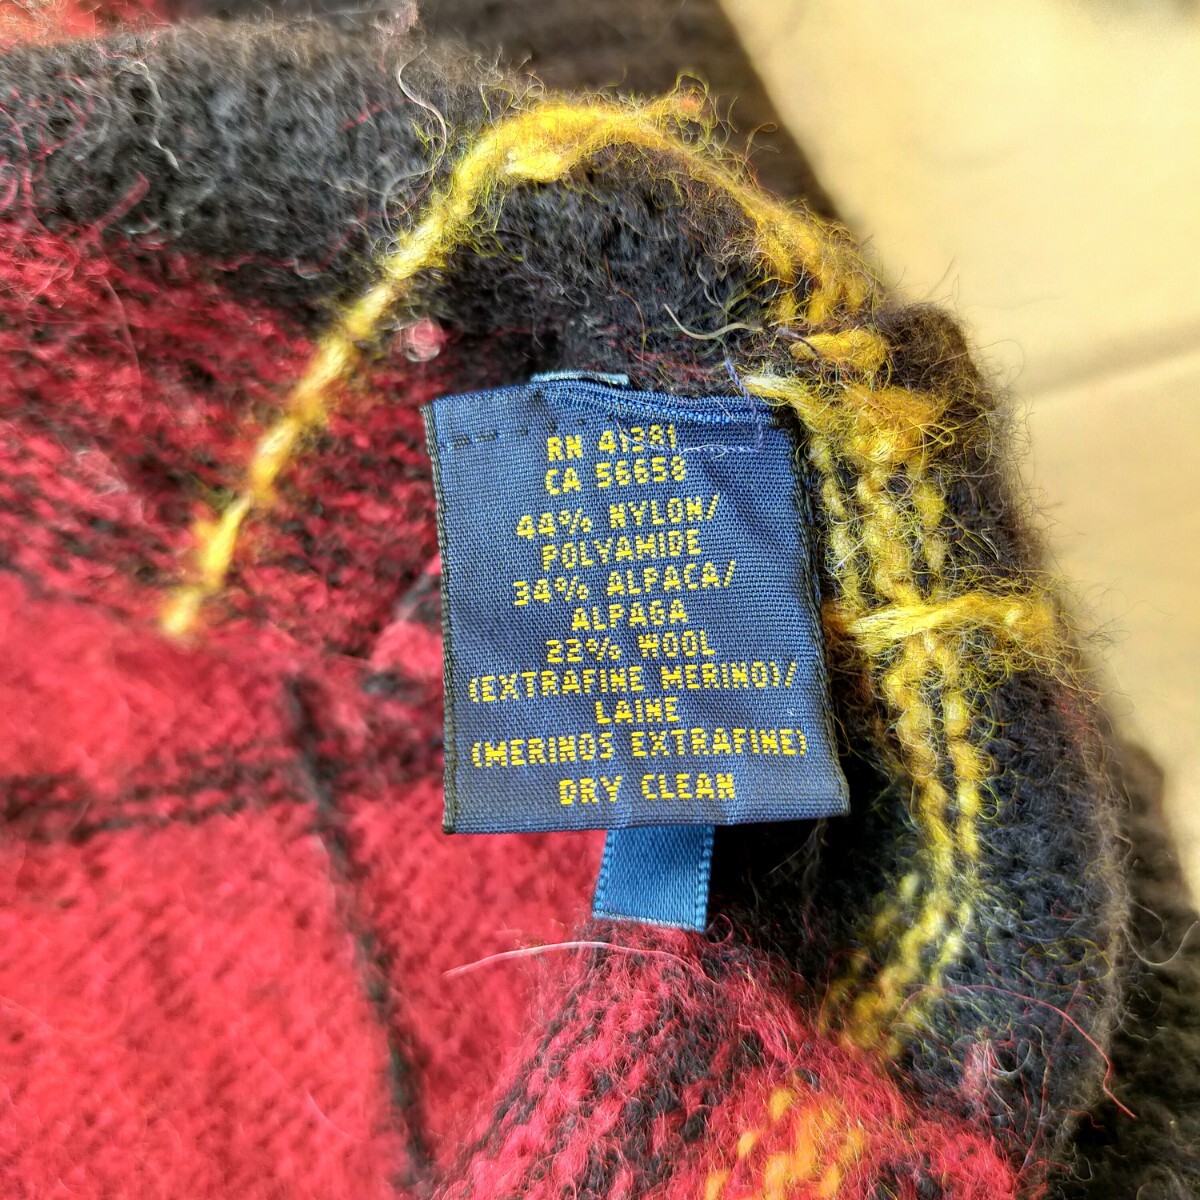 RN 41381
CA 56658
44% NYLON/
POLYAMIDE
34% ALPACA/
ALPAGA
22% WOOL
(EXTRAFINE MERINO)/
LAINE
(MERINOS EXTRAFINE)
DRY CLEAN